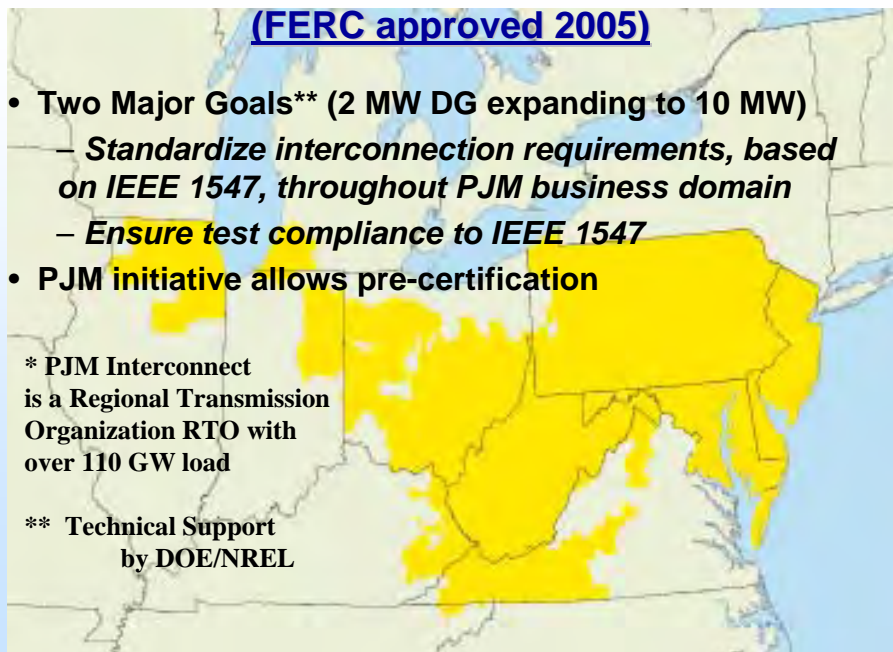 (FERC approved 2005)
• Two Major Goals** (2 MW DG expanding to 10 MW)
– Standardize interconnection requirements, based
on IEEE 1547, throughout PJM business domain
– Ensure test compliance to IEEE 1547
• PJM initiative allows pre-certification
* PJM Interconnect
is a Regional Transmission
Organization RTO with
over 110 GW load
** Technical Support
by DOE/NREL